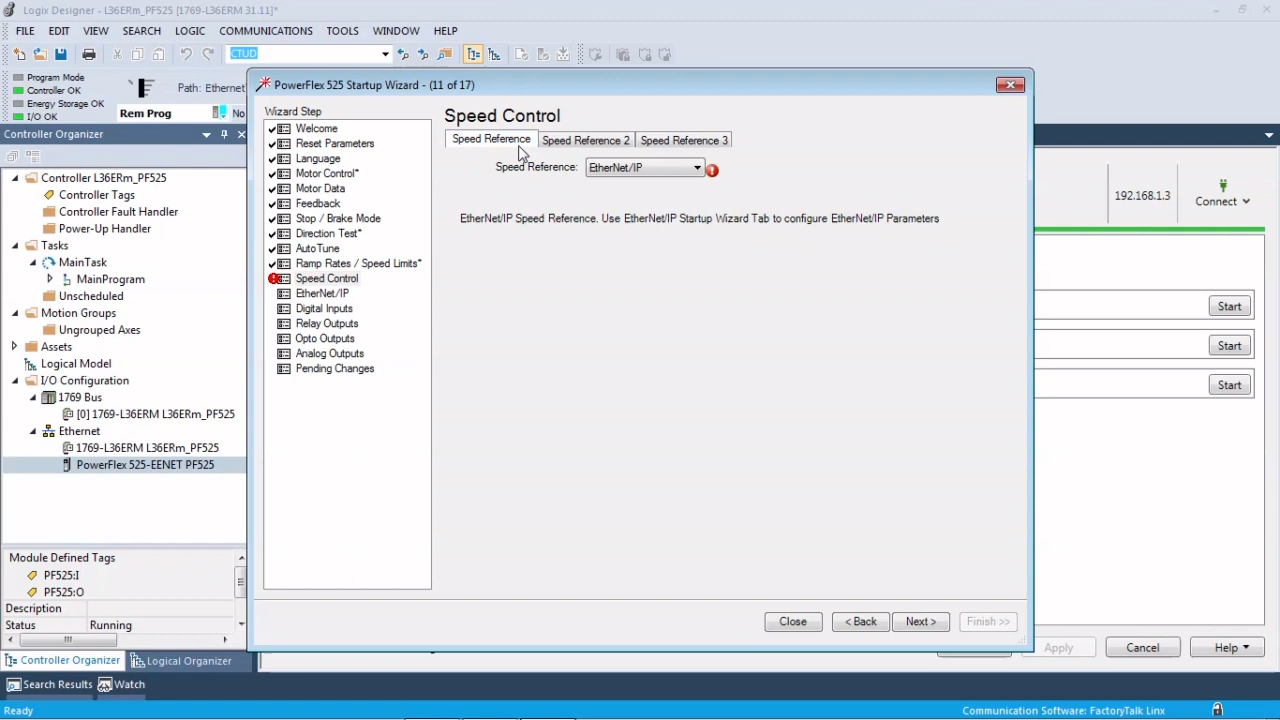 Logix Designer - L36ERm_PF525 [1769-L36ERM 31.11]*
FILE EDIT VIEW SEARCH LOGIC COMMUNICATIONS TOOLS WINDOW HELP
CTUD
Program Mode
Controller OK
Energy Storage OK
I/O OK
Path: Ethernet
Rem Prog
No
Controller Organizer
Controller L36ERm_PF525
Controller Tags
Controller Fault Handler
Power-Up Handler
Tasks
MainTask
MainProgram
Unscheduled
Motion Groups
Ungrouped Axes
Assets
Logical Model
I/O Configuration
1769 Bus
[0] 1769-L36ERM L36ERm_PF525
Ethernet
1769-L36ERM L36ERm_PF525
PowerFlex 525-EENET PF525
Module Defined Tags
PF525:I
PF525:O
Description
Status Running
Controller Organizer Logical Organizer
Search Results Watch
Ready
Communication Software: FactoryTalk Linx
PowerFlex 525 Startup Wizard - (11 of 17)
Wizard Step
Welcome
Reset Parameters
Language
Motor Control*
Motor Data
Feedback
Stop / Brake Mode
Direction Test*
AutoTune
Ramp Rates / Speed Limits*
Speed Control
EtherNet/IP
Digital Inputs
Relay Outputs
Opto Outputs
Analog Outputs
Pending Changes
Speed Control
Speed Reference Speed Reference 2 Speed Reference 3
Speed Reference: EtherNet/IP
EtherNet/IP Speed Reference. Use EtherNet/IP Startup Wizard Tab to configure EtherNet/IP Parameters
Close < Back Next > Finish >>
192.168.1.3
Connect
Start
Start
Start
Apply Cancel Help